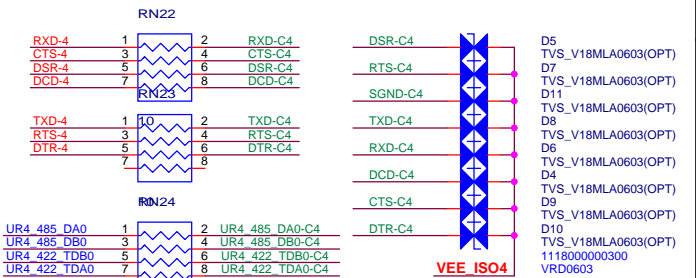 RN22
RXD-4 1 2 RXD-C4
CTS-4 3 4 CTS-C4
DSR-4 5 6 DSR-C4
DCD-4 7 8 DCD-C4
RN23
TXD-4 1 10 2 TXD-C4
RTS-4 3 4 RTS-C4
DTR-4 5 6 DTR-C4
7 8
10
RN24
UR4_485_DA0 1 2 UR4_485_DA0-C4
UR4_485_DB0 3 4 UR4_485_DB0-C4
UR4_422_TDB0 5 6 UR4_422_TDB0-C4
UR4_422_TDA0 7 8 UR4_422_TDA0-C4
DSR-C4
RTS-C4
SGND-C4
TXD-C4
RXD-C4
DCD-C4
CTS-C4
DTR-C4
VEE_ISO4
D5
TVS_V18MLA0603(OPT)
D7
TVS_V18MLA0603(OPT)
D11
TVS_V18MLA0603(OPT)
D8
TVS_V18MLA0603(OPT)
D6
TVS_V18MLA0603(OPT)
D4
TVS_V18MLA0603(OPT)
D9
TVS_V18MLA0603(OPT)
D10
TVS_V18MLA0603(OPT)
1118000000300
VRD0603